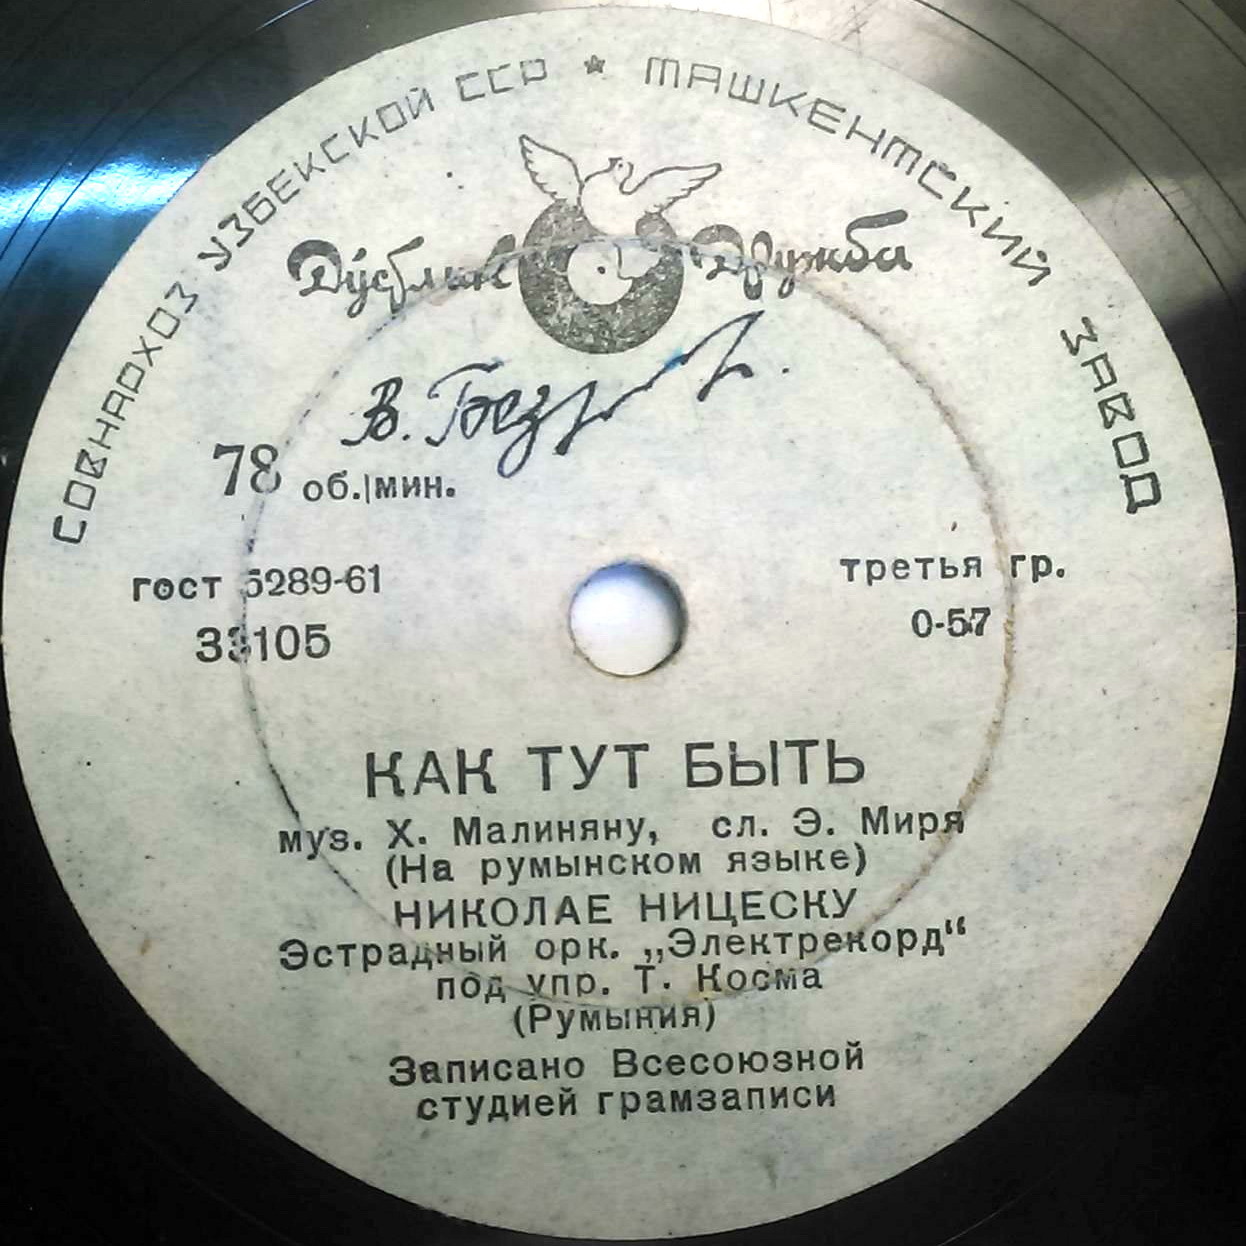 СОВНАРХОЗ УЗБЕКСКОЙ ССР ★ ТАШКЕНТСКИЙ ЗАВОД
Дўстлик Дружба
78 об./мин.
гост 5289-61
третья гр.
33105
0-57
КАК ТУТ БЫТЬ
муз. Х. Малиняну, сл. Э. Миря
(На румынском языке)
НИКОЛАЕ НИЦЕСКУ
Эстрадный орк. „Электрекорд“
под упр. Т. Косма
(Румыния)
Записано Всесоюзной
студией грамзаписи